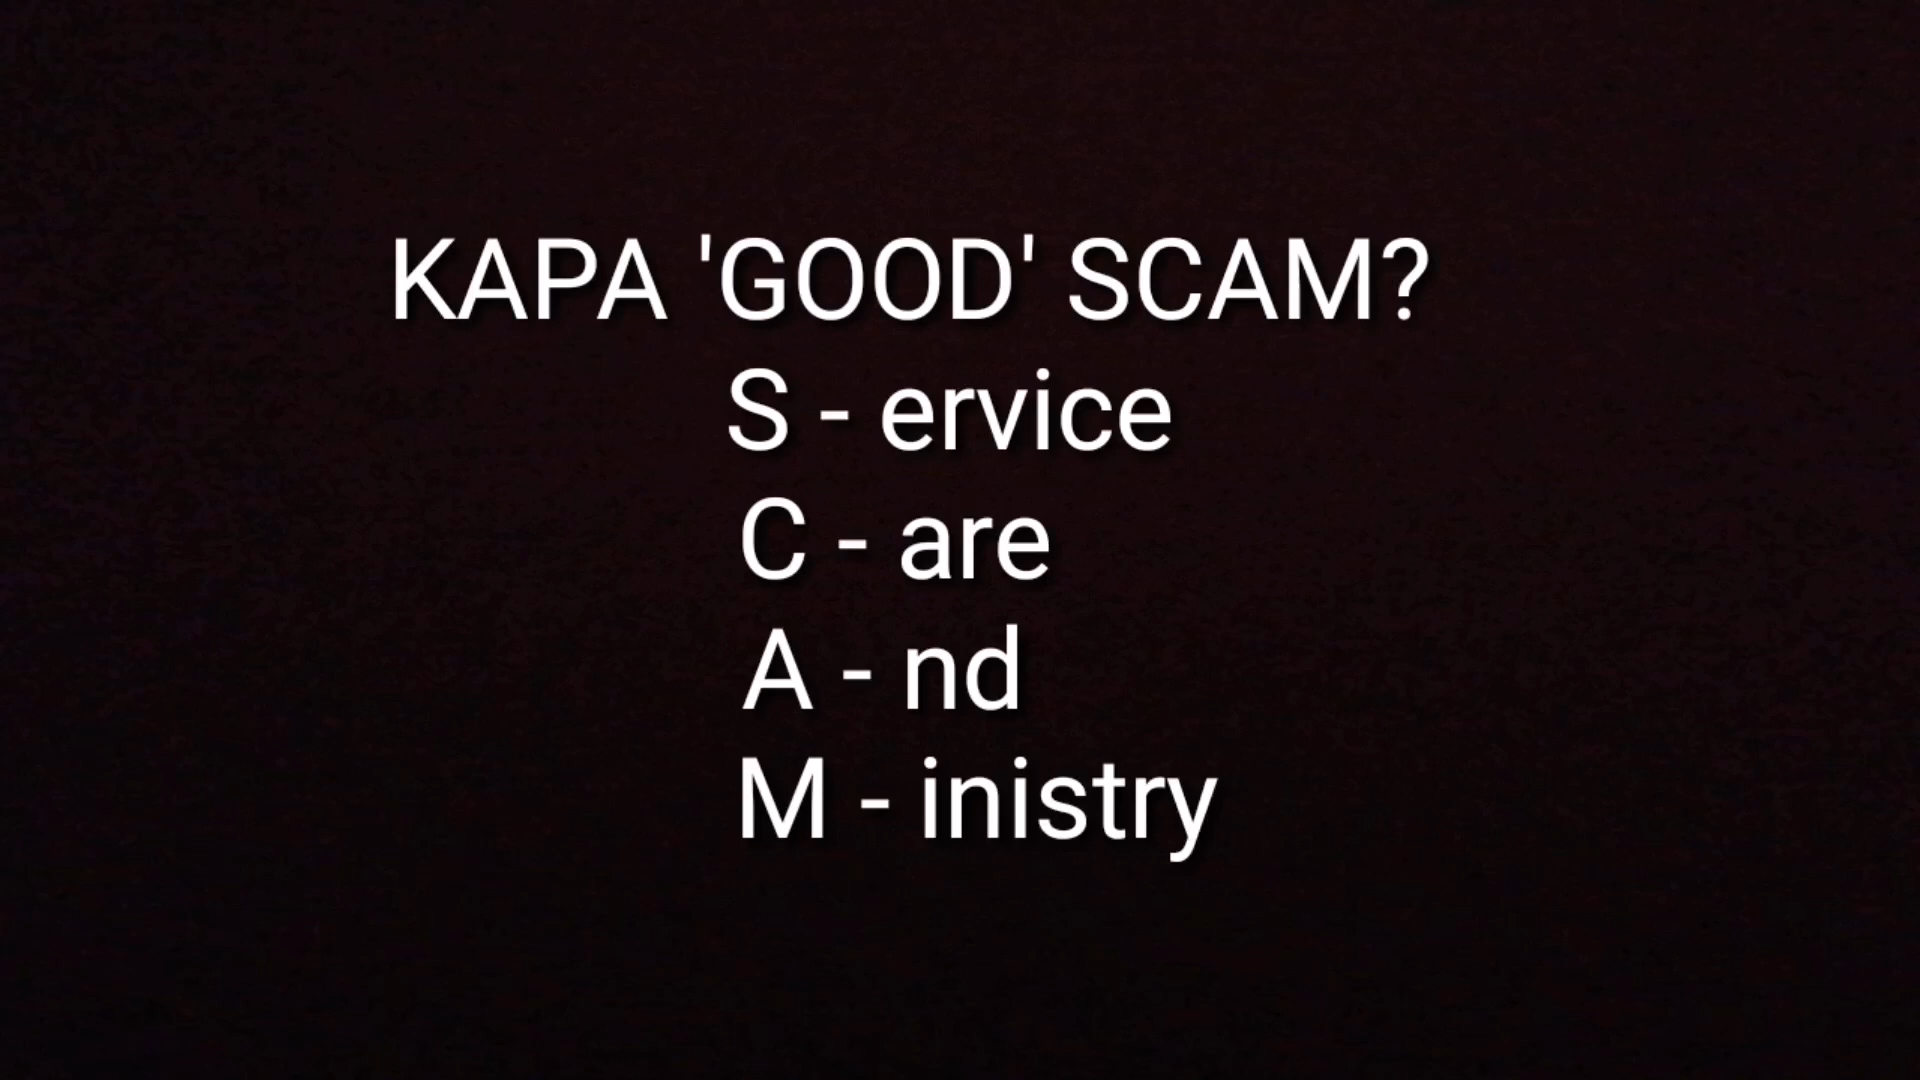 KAPA 'GOOD' SCAM?
S - ervice
C - are
A - nd
M - inistry